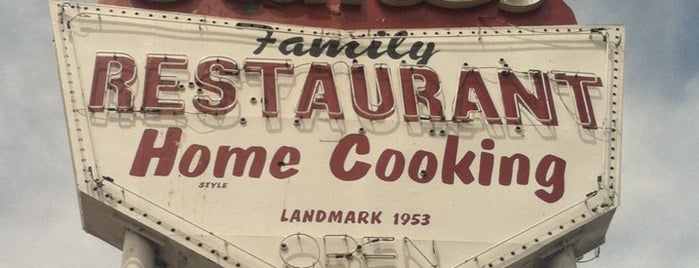 Family
RESTAURANT
Home Cooking
STYLE
LANDMARK 1953
OPEN